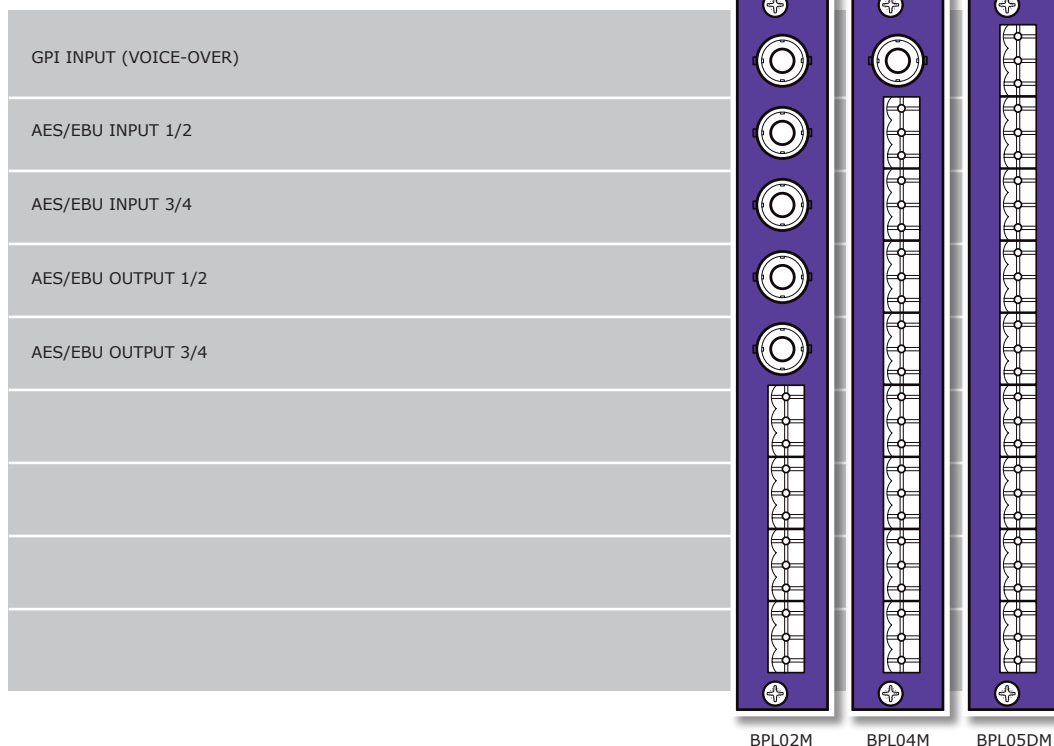 GPI INPUT (VOICE-OVER)
AES/EBU INPUT 1/2
AES/EBU INPUT 3/4
AES/EBU OUTPUT 1/2
AES/EBU OUTPUT 3/4
BPL02M BPL04M BPL05DM